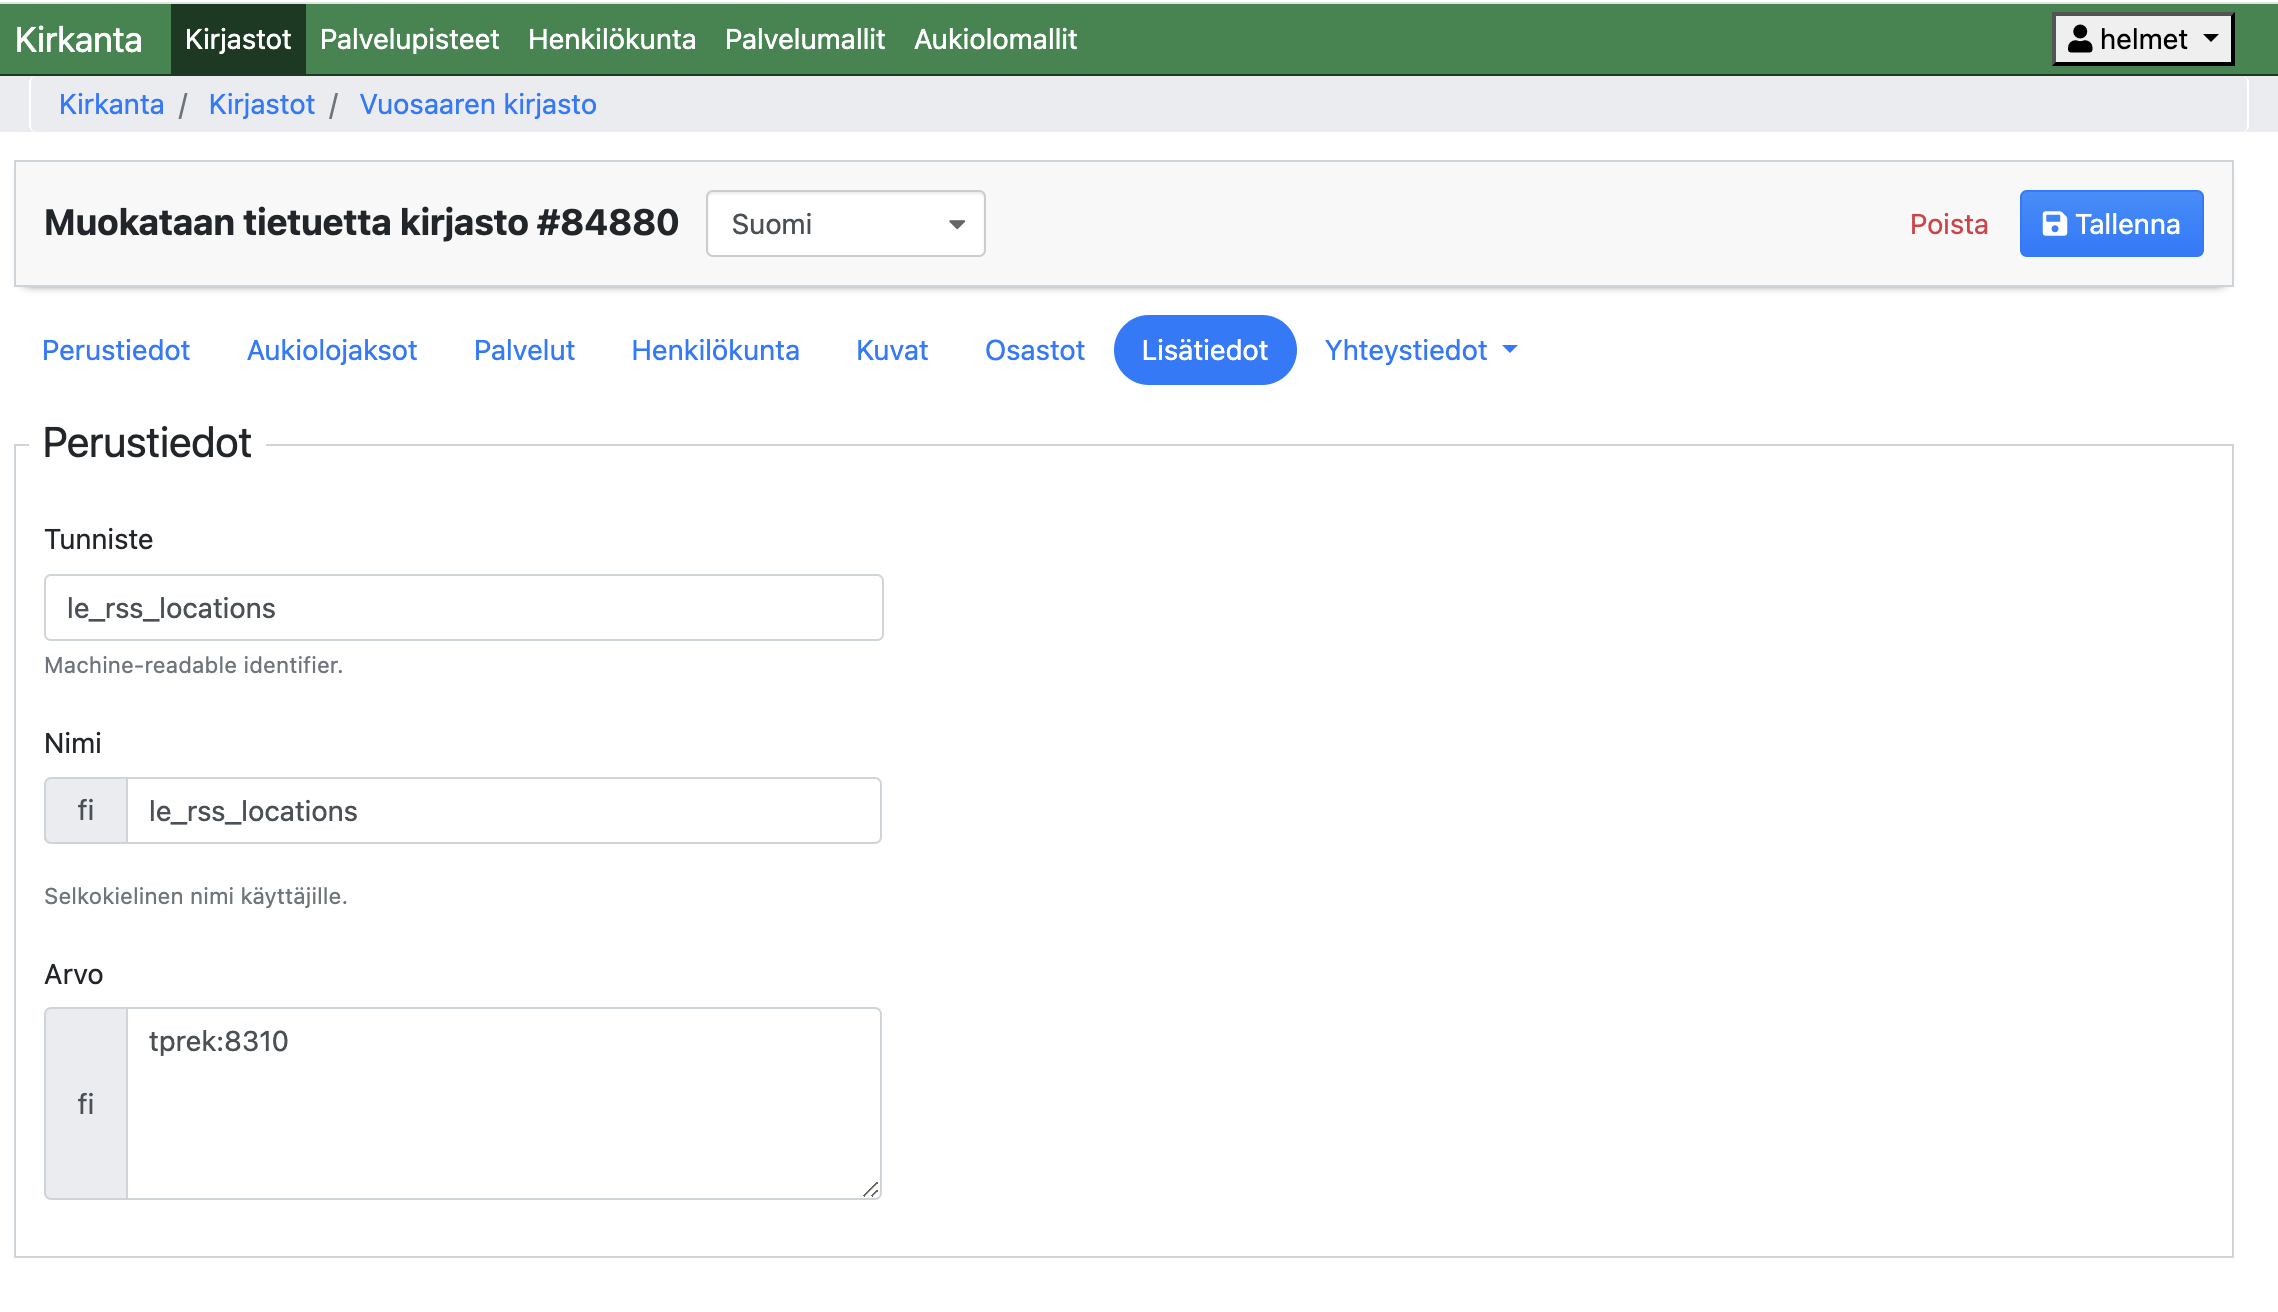 Kirkanta Kirjastot Palvelupisteet Henkilökunta Palvelumallit Aukiolomallit helmet
Kirkanta / Kirjastot / Vuosaaren kirjasto
Muokataan tietuetta kirjasto #84880 Suomi Poista Tallenna
Perustiedot Aukiolojaksot Palvelut Henkilökunta Kuvat Osastot Lisätiedot Yhteystiedot
Perustiedot
Tunniste
le_rss_locations
Machine-readable identifier.
Nimi
fi le_rss_locations
Selkokielinen nimi käyttäjille.
Arvo
tprek:8310
fi